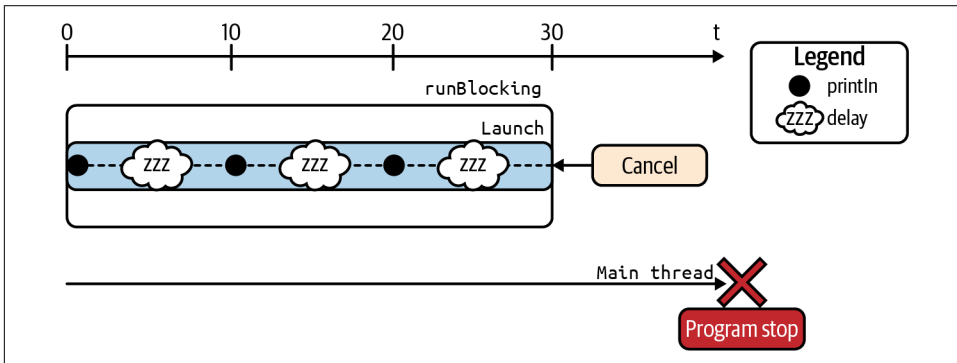 0 10 20 30 t
Legend
println
zzz delay
runBlocking
Launch
zzz zzz zzz
Cancel
Main thread
Program stop